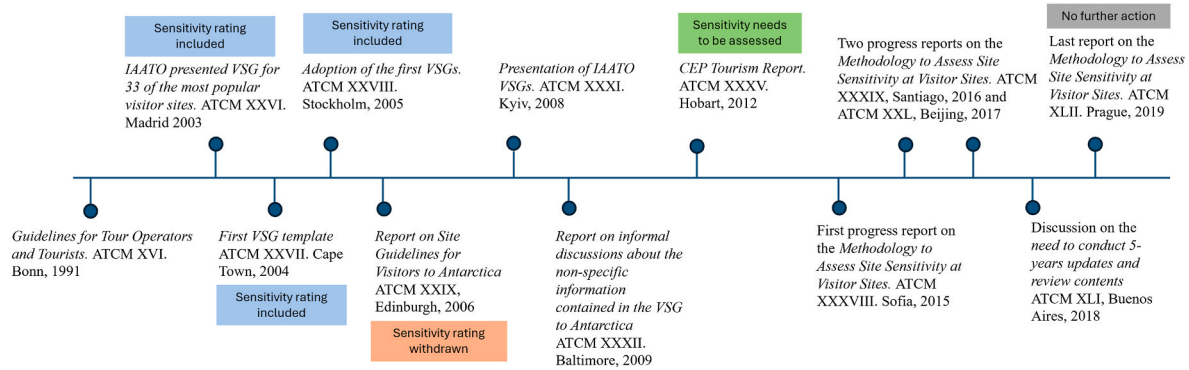 Sensitivity rating
included
IAATO presented VSG for
33 of the most popular
visitor sites. ATCM XXVI.
Madrid 2003
Sensitivity rating
included
Adoption of the first VSGs.
ATCM XXVIII.
Stockholm, 2005
Presentation of IAATO
VSGs. ATCM XXXI.
Kyiv, 2008
Sensitivity needs
to be assessed
CEP Tourism Report.
ATCM XXXV.
Hobart, 2012
Two progress reports on the
Methodology to Assess Site
Sensitivity at Visitor Sites. ATCM
XXXIX, Santiago, 2016 and
ATCM XXL, Beijing, 2017
No further action
Last report on the
Methodology to Assess
Site Sensitivity at
Visitor Sites. ATCM
XLII. Prague, 2019
Guidelines for Tour Operators
and Tourists. ATCM XVI.
Bonn, 1991
First VSG template
ATCM XXVII. Cape
Town, 2004
Sensitivity rating
included
Report on Site
Guidelines for
Visitors to Antarctica
ATCM XXIX,
Edinburgh, 2006
Sensitivity rating
withdrawn
Report on informal
discussions about the
non-specific
information
contained in the VSG
to Antarctica
ATCM XXXII.
Baltimore, 2009
First progress report on
the Methodology to
Assess Site Sensitivity at
Visitor Sites. ATCM
XXXVIII. Sofia, 2015
Discussion on the
need to conduct 5-
years updates and
review contents
ATCM XLI, Buenos
Aires, 2018